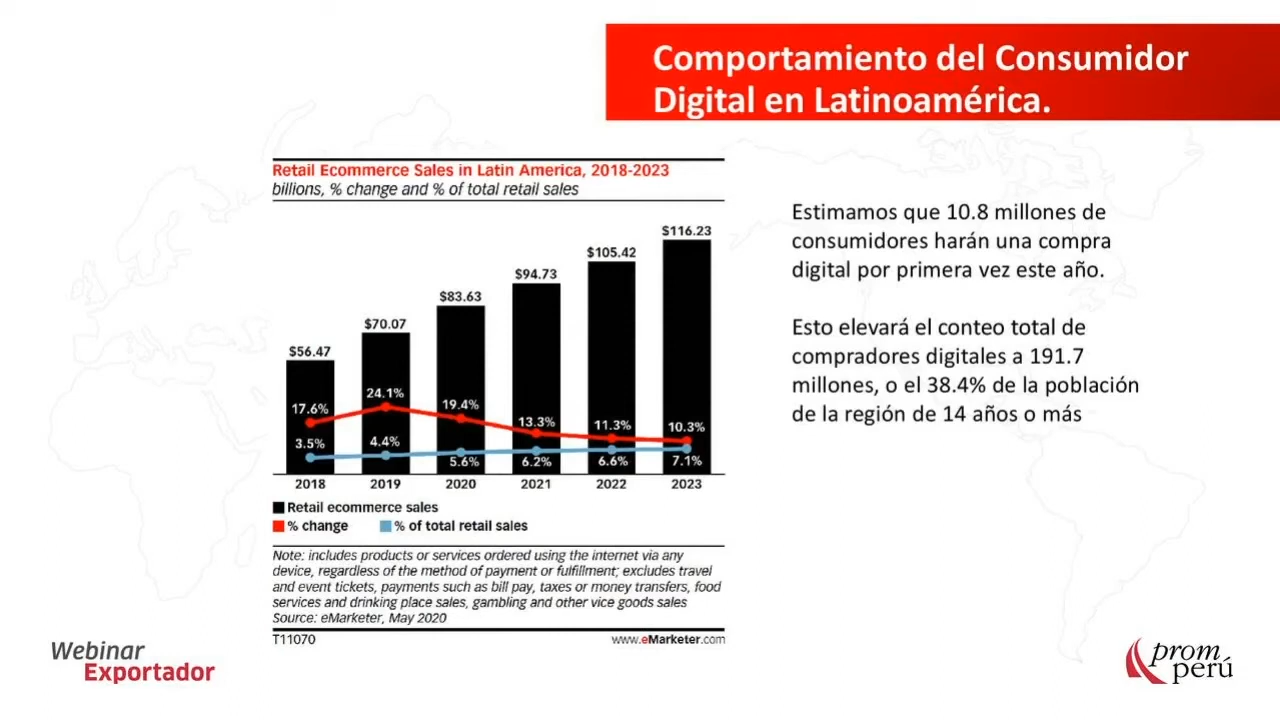 Comportamiento del Consumidor
Digital en Latinoamérica.
Retail Ecommerce Sales in Latin America, 2018-2023
billions, % change and % of total retail sales
$56.47
$70.07
$83.63
$94.73
$105.42
$116.23
17.6%
24.1%
19.4%
13.3%
11.3%
10.3%
3.5%
4.4%
5.6%
6.2%
6.6%
7.1%
2018 2019 2020 2021 2022 2023
Retail ecommerce sales
% change % of total retail sales
Note: includes products or services ordered using the internet via any
device, regardless of the method of payment or fulfillment; excludes travel
and event tickets, payments such as bill pay, taxes or money transfers, food
services and drinking place sales, gambling and other vice goods sales
Source: eMarketer, May 2020
T11070 www.eMarketer.com
Estimamos que 10.8 millones de
consumidores harán una compra
digital por primera vez este año.
Esto elevará el conteo total de
compradores digitales a 191.7
millones, o el 38.4% de la población
de la región de 14 años o más
Webinar
Exportador
prom
perú